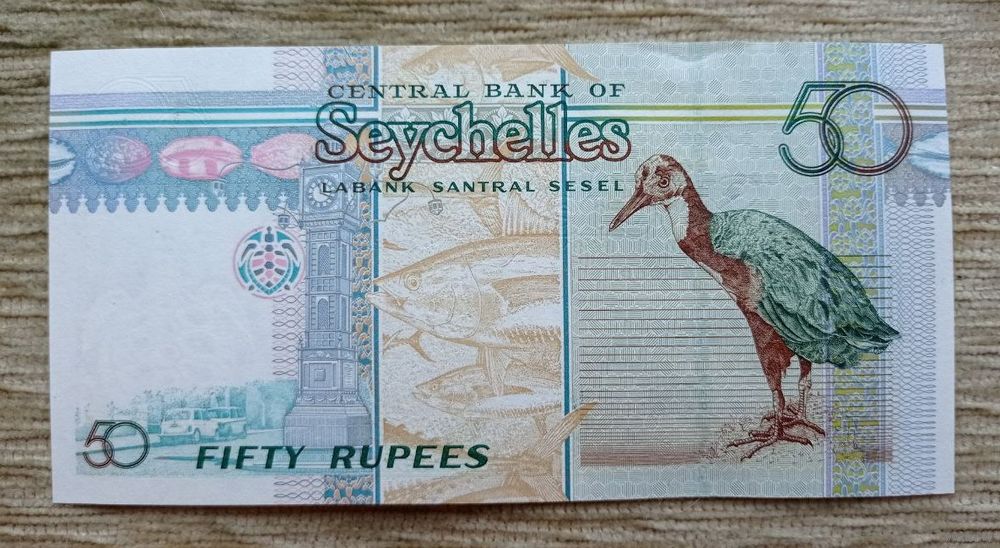 CENTRAL BANK OF
Seychelles
LABANK SANTRAL SESEL
50
50
FIFTY RUPEES